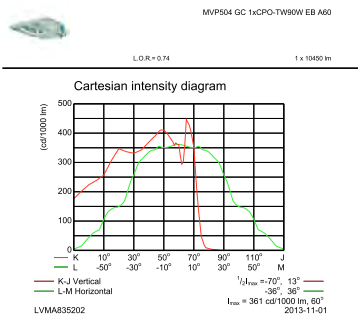 MVP504 GC 1xCPO-TW90W EB A60
L.O.R.= 0.74 1 x 10450 lm
Cartesian intensity diagram
(cd/1000 lm)
500
400
300
200
100
0
K 10° 30° 50° 70° 90° 110° J
L -50° -30° -10° 10° 30° 50° M
K-J Vertical 1/2Imax =-70°, 13°
L-M Horizontal -36°, 36°
Imax = 361 cd/1000 lm, 60°
LVMA835202 2013-11-01